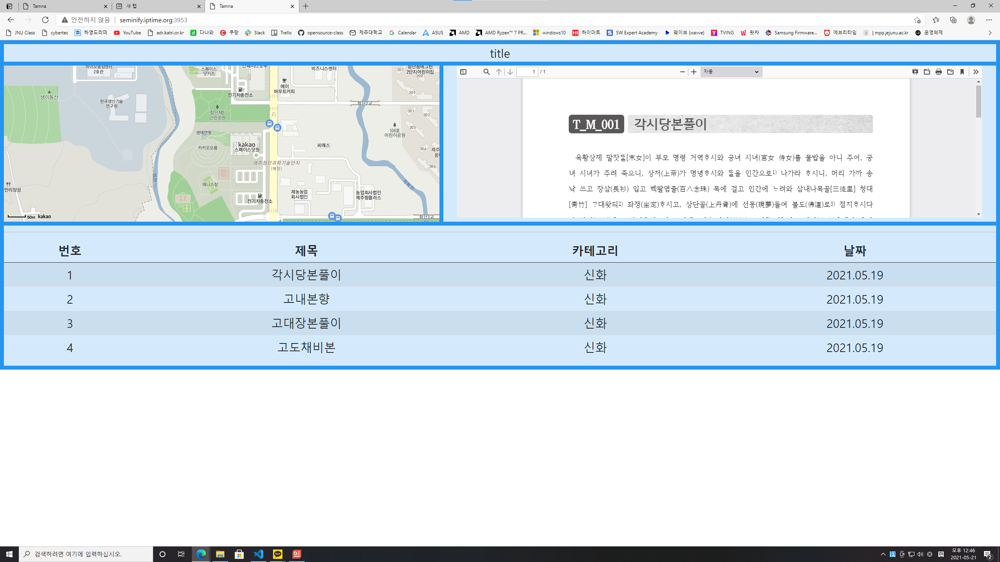 Tamna
새 탭
Tamna
안전하지 않음
seminify.iptime.org:3953
JNU Class
cybertec
하영드리미
YouTube
adr.katri.or.kr
다나와
쿠팡
Slack
Trello
opensource-class
제주대학교
Calendar
ASUS
AMD
AMD Ryzen™ 7 PR...
windows10
하이마트
SW Expert Academy
웨이브 (wavve)
TVING
왓챠
Samsung Firmware...
에브리타임
| mpp.jejunu.ac.kr
운영체제
title
바이오융합센터
2호관
스페이스
닷키즈
스페이스닷투
비즈니스센터
첨단꿈에그린
2단지어린이집
207
208
209
생이동산
한국생산기술
연구원
전기차충전소
에이
바우트커피
첨단2교
첨단제3
근린공원
301
302
303
304
306
106호
어린이공원
생태연못
카카오오름
kakao
스페이스닷원
씨에스
제주첨단과학기술단지
(예정)
방천
테니스장
만리장성
전기차충전소
제농농업
회사법인
농업회사법인
제주팜플러스
화북천
첨단3교
50m
kakao
1
/ 1
자동
T_M_001 각시당본풀이
옥황상제 말잣ᄄᆞᆯ[末女]이 부모 명령 거역ᄒᆞ시와 궁녀 시녀(宮女 侍女)를 물밥을 아니 주어, 궁
녀 시녀가 주려 죽으니, 상저(上帝)가 명녕ᄒᆞ시와 ᄄᆞᆯ을 인간으로1) 나가라 ᄒᆞ시니, 머리 가까 송
낙 쓰고 장삼(長衫) 입고 벡팔염줄(百八念珠) 목에 걸고 인간에 ᄂᆞ려와 삼내나목골[三徒里] 청대
[靑竹] ᄀᆞ대왓듸2) 좌정(坐定)ᄒᆞ시고, 상단골(上丹骨)에 선몽(現夢)들여 불도(佛道)로3) 점지ᄒᆞ시다
번호 제목 카테고리 날짜
1 각시당본풀이 신화 2021.05.19
2 고내본향 신화 2021.05.19
3 고대장본풀이 신화 2021.05.19
4 고도채비본 신화 2021.05.19
검색하려면 여기에 입력하십시오.
TALK
한
오후 12:46
2021-05-21
2